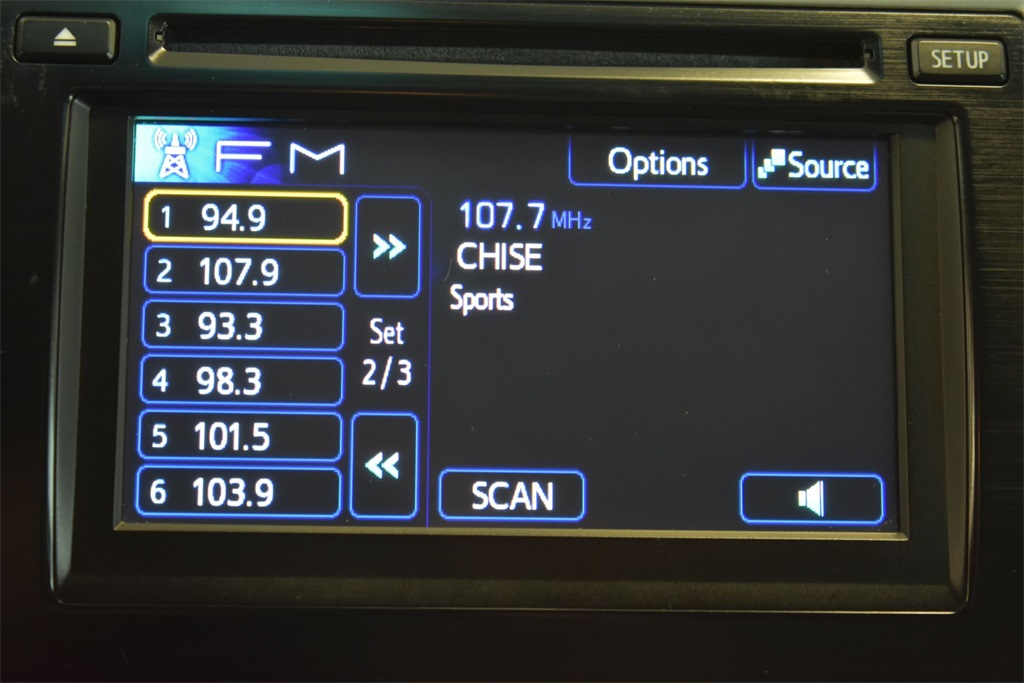 SETUP
FM
Options
Source
1 94.9
107.7 MHz
CHISE
2 107.9
Sports
3 93.3
Set
2/3
4 98.3
5 101.5
6 103.9
SCAN